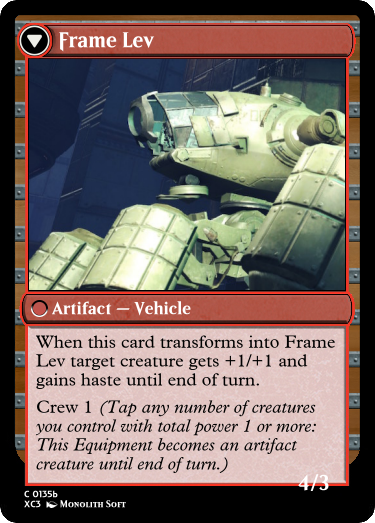 Frame Lev
Artifact — Vehicle
When this card transforms into Frame
Lev target creature gets +1/+1 and
gains haste until end of turn.
Crew 1 (Tap any number of creatures
you control with total power 1 or more:
This Equipment becomes an artifact
creature until end of turn.)
4/3
C 0135b
XC3 Monolith Soft